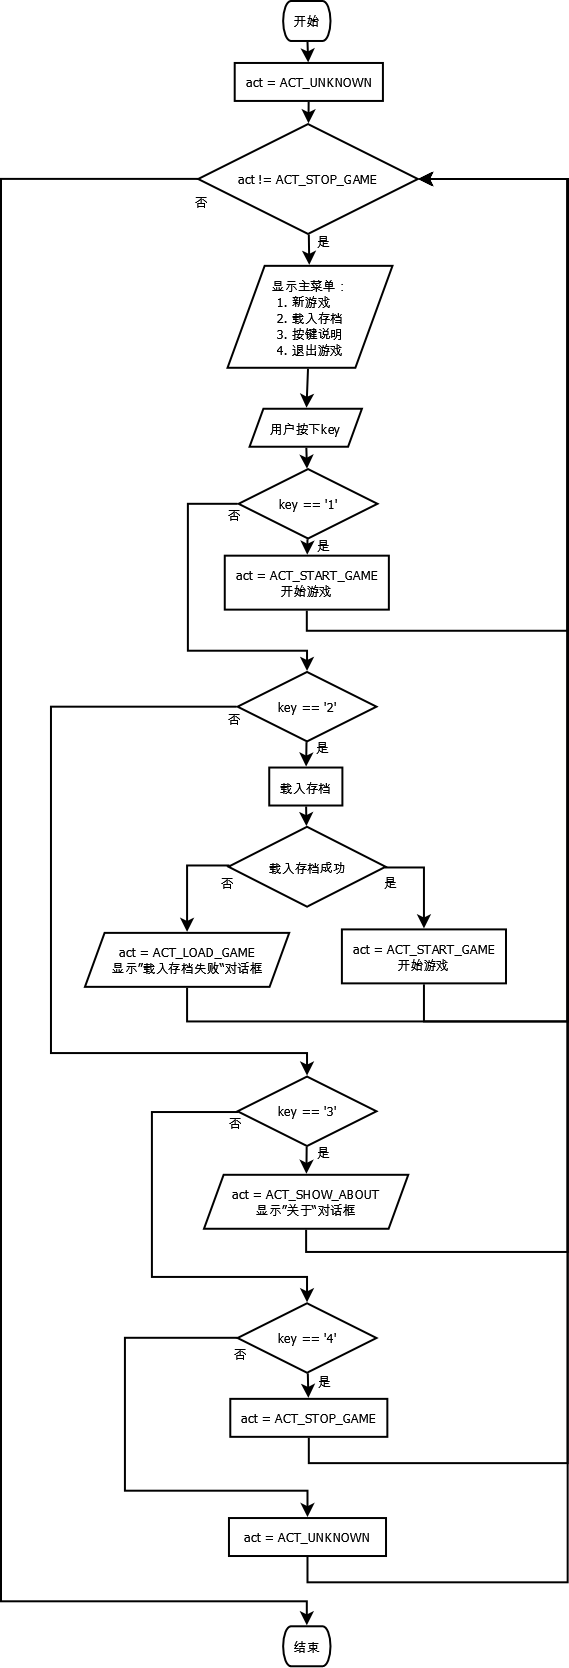 开始
act = ACT_UNKNOWN
act != ACT_STOP_GAME
否
是
显示主菜单：
1. 新游戏
2. 载入存档
3. 按键说明
4. 退出游戏
用户按下key
key == '1'
否
是
act = ACT_START_GAME
开始游戏
key == '2'
否
是
载入存档
载入存档成功
否
是
act = ACT_LOAD_GAME
显示”载入存档失败“对话框
act = ACT_START_GAME
开始游戏
key == '3'
否
是
act = ACT_SHOW_ABOUT
显示”关于“对话框
key == '4'
否
是
act = ACT_STOP_GAME
act = ACT_UNKNOWN
结束